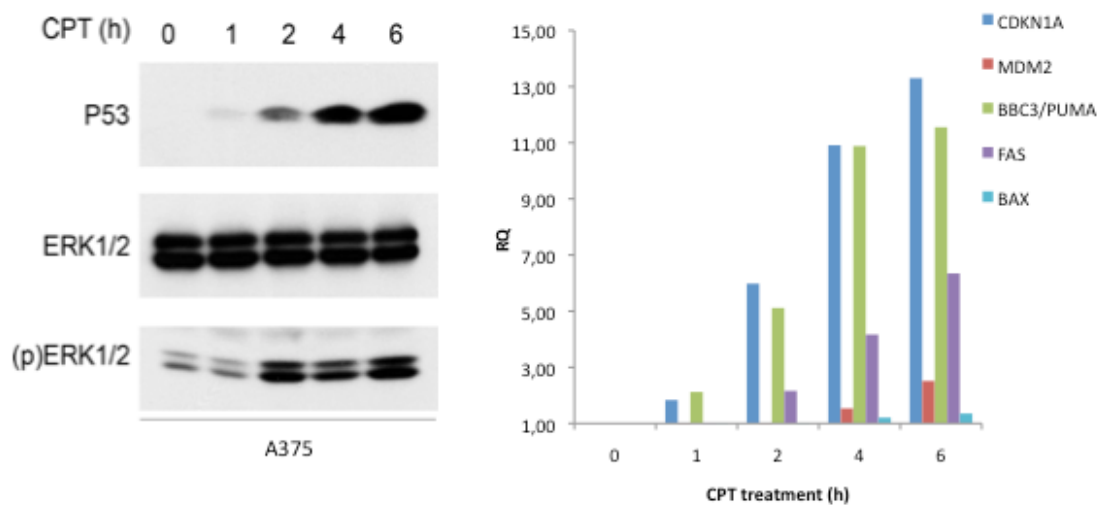 CPT (h) 0 1 2 4 6
P53
ERK1/2
(p)ERK1/2
A375
15,00
13,00
11,00
9,00
7,00
5,00
3,00
1,00
RQ
0 1 2 4 6
CPT treatment (h)
CDKN1A
MDM2
BBC3/PUMA
FAS
BAX